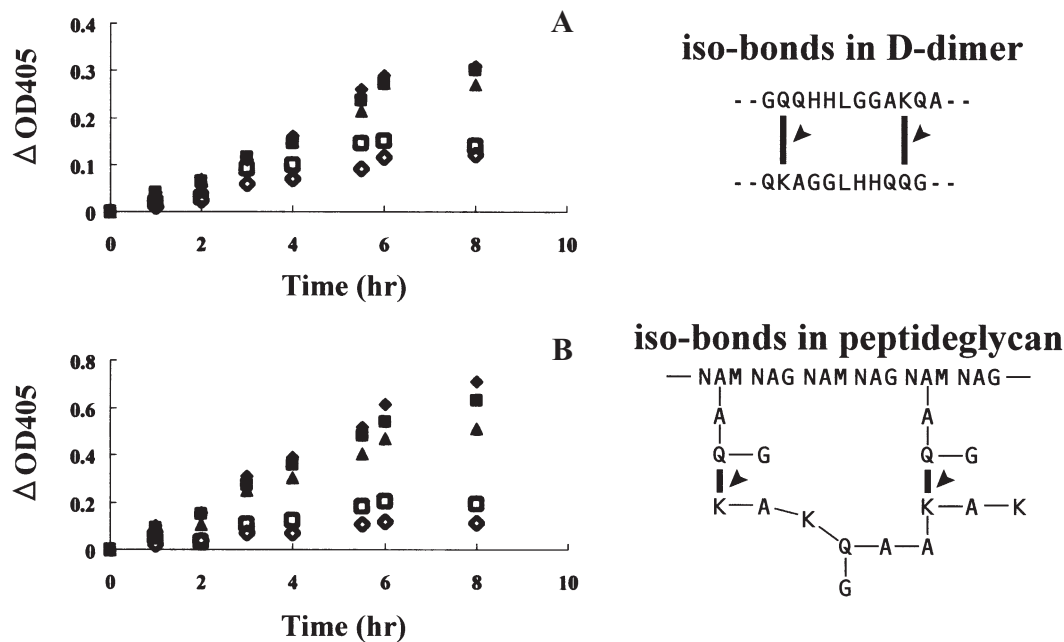 A
Δ OD405
0.4
0.3
0.2
0.1
0
0 2 4 6 8 10
Time (hr)
iso-bonds in D-dimer
--GQQHHLGGAKQA--
--QKAGGLHHQQG--
B
Δ OD405
0.8
0.6
0.4
0.2
0
0 2 4 6 8 10
Time (hr)
iso-bonds in peptideglycan
— NAM NAG NAM NAG NAM NAG —
A A
Q—G Q—G
K—A—K K—A—K
Q—A—A
G